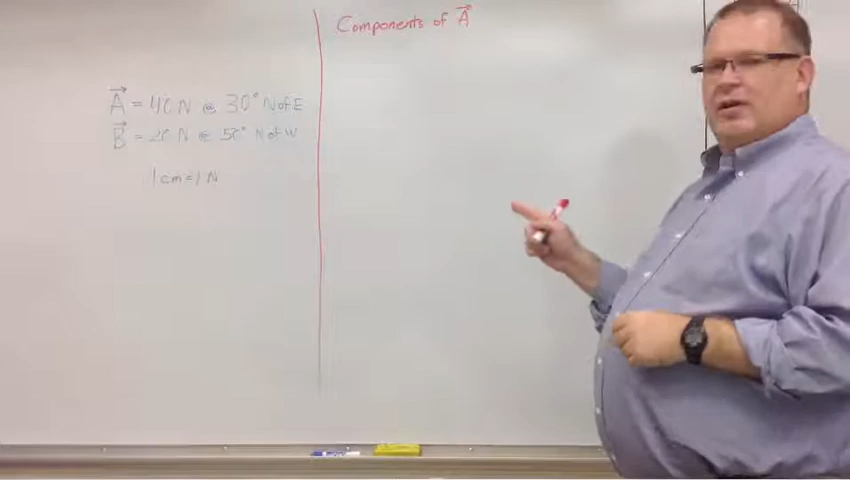 Components of A⃗
A⃗ = 40 N @ 30° N of E
B⃗ = 20 N @ 50° N of W
1 cm = 1 N